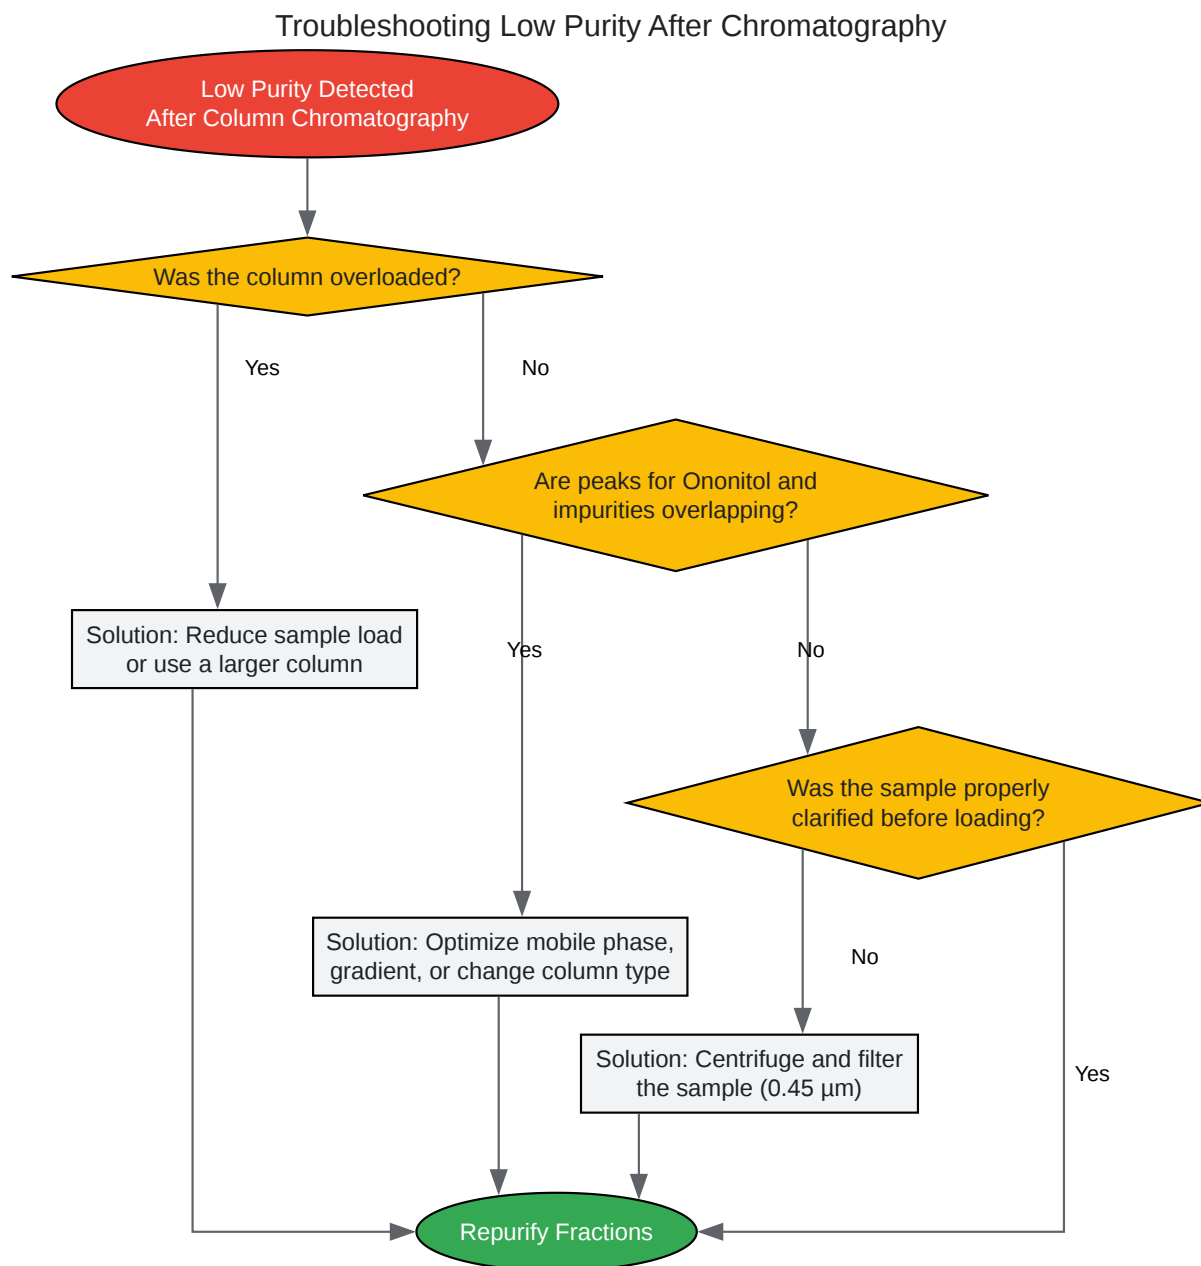 Troubleshooting Low Purity After Chromatography
Low Purity Detected
After Column Chromatography
Was the column overloaded?
Yes
No
Are peaks for Ononitol and
impurities overlapping?
Solution: Reduce sample load
or use a larger column
Yes
No
Was the sample properly
clarified before loading?
Solution: Optimize mobile phase,
gradient, or change column type
No
Solution: Centrifuge and filter
the sample (0.45 µm)
Yes
Repurify Fractions